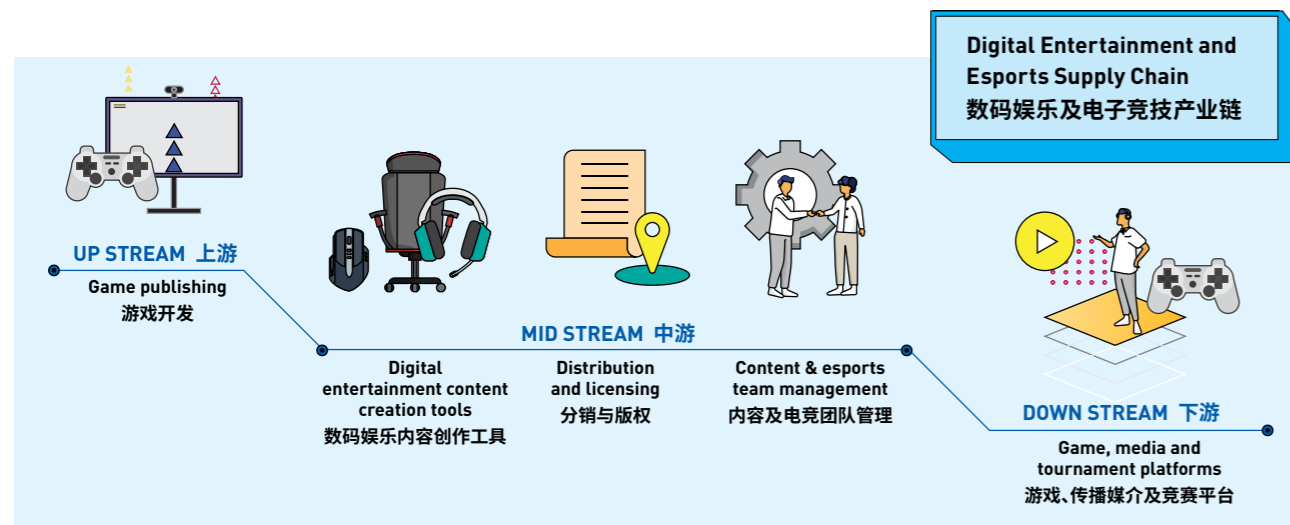 Digital Entertainment and
Esports Supply Chain
数码娱乐及电子竞技产业链
UP STREAM 上游
Game publishing
游戏开发
MID STREAM 中游
Digital
entertainment content
creation tools
数码娱乐内容创作工具
Distribution
and licensing
分销与版权
Content & esports
team management
内容及电竞团队管理
DOWN STREAM 下游
Game, media and
tournament platforms
游戏、传播媒介及竞赛平台